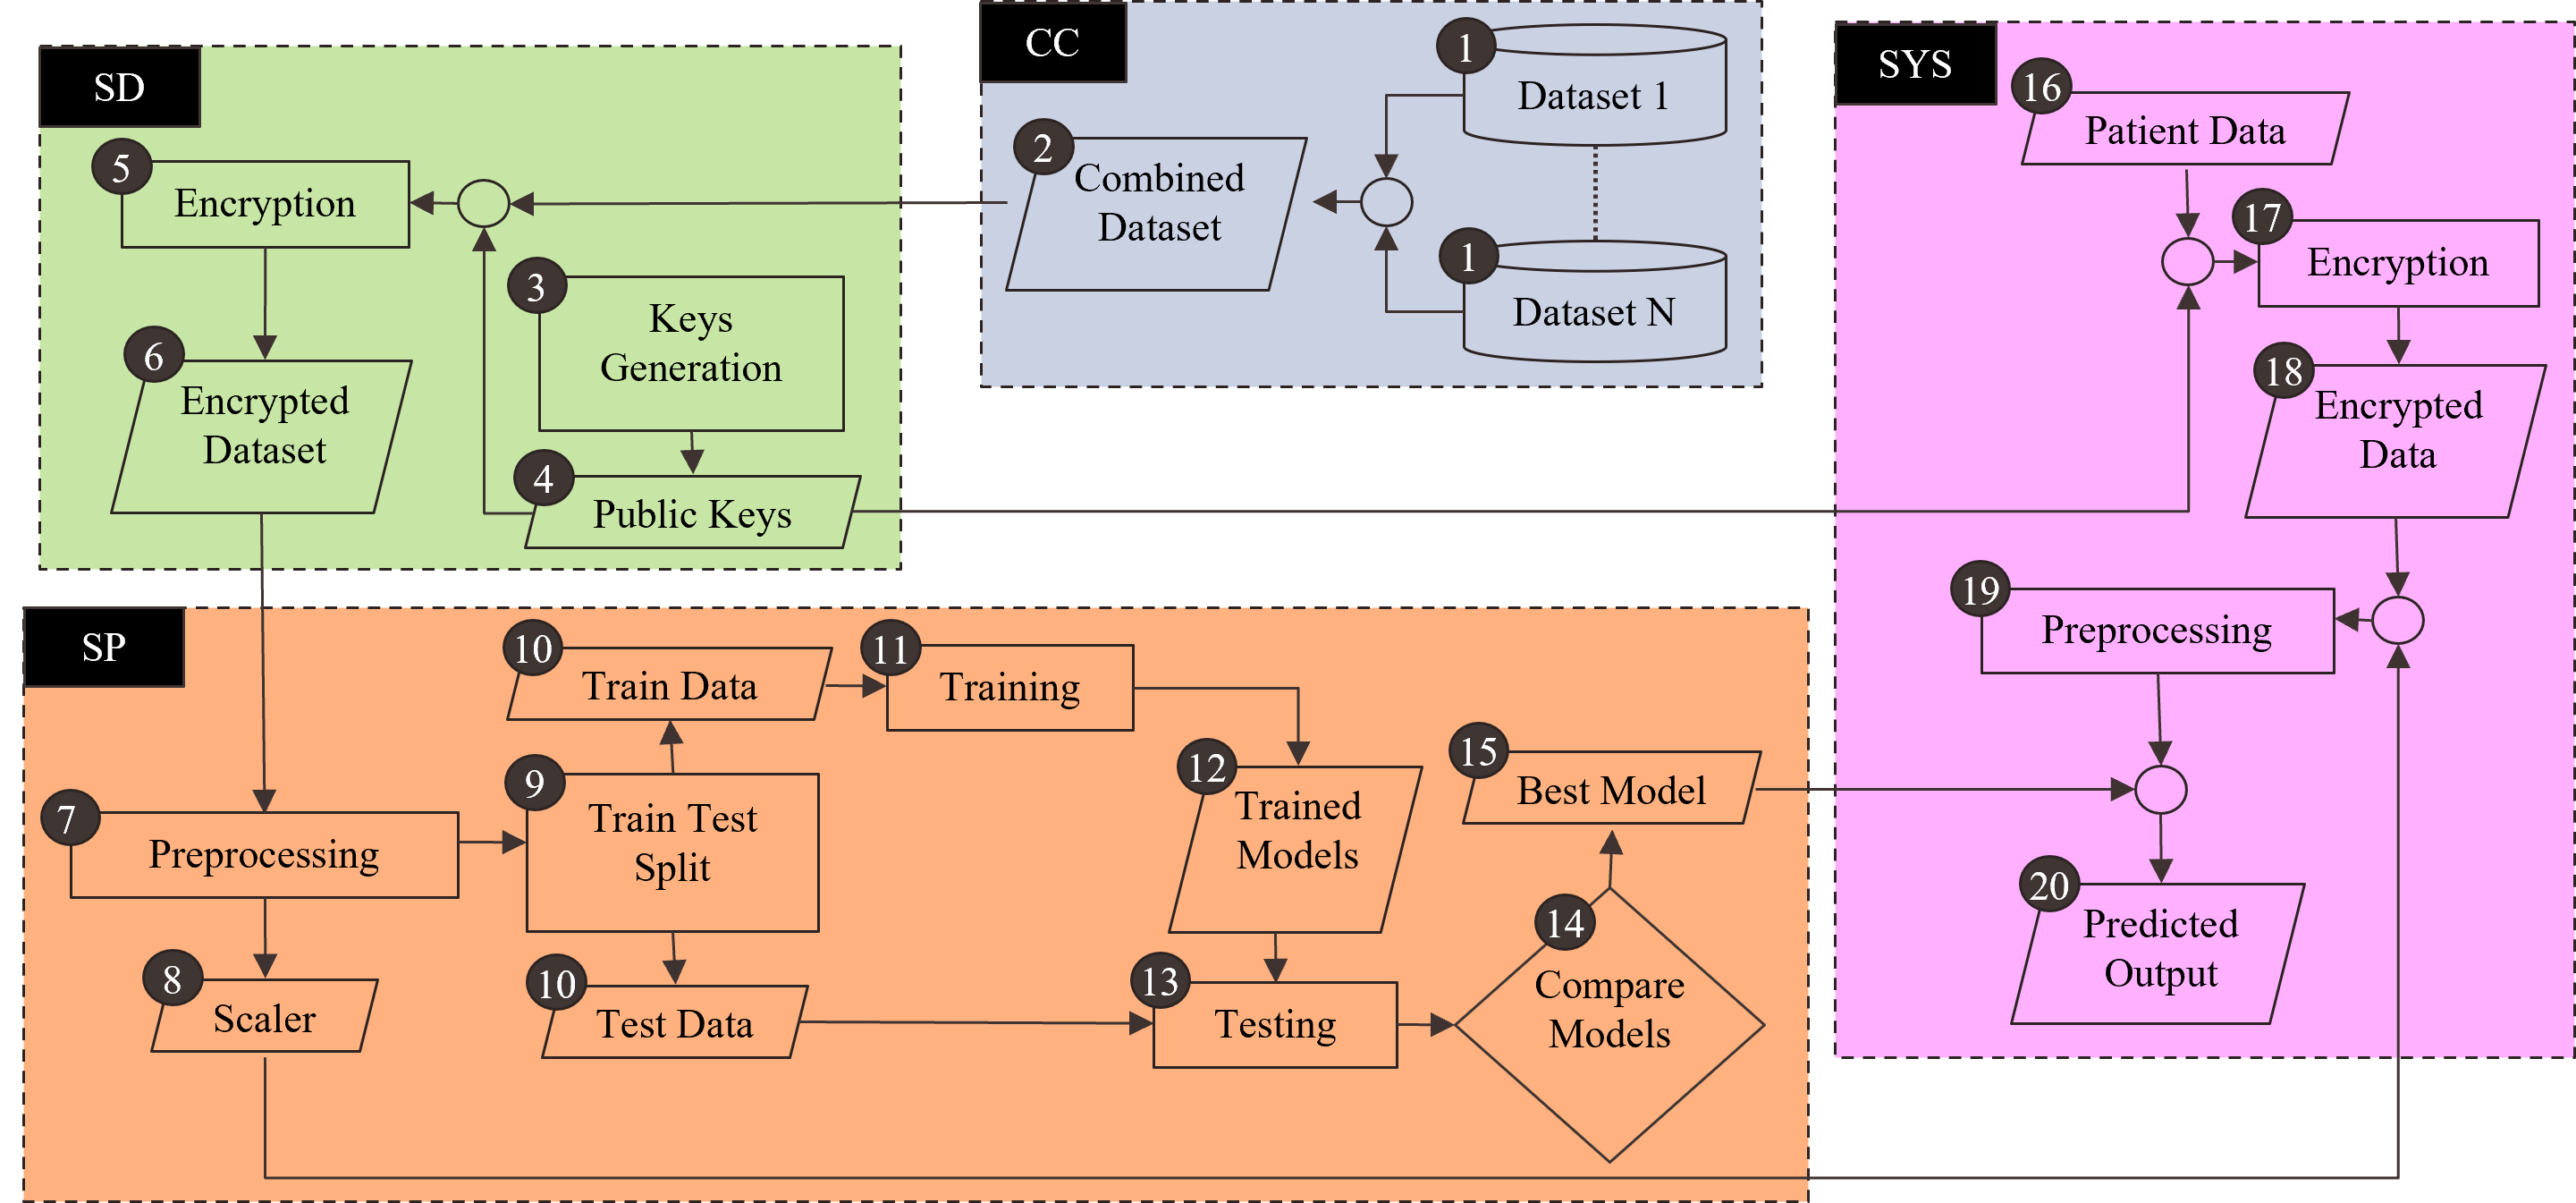 SD
5
Encryption
6
Encrypted
Dataset
3
Keys
Generation
4
Public Keys
CC
1
Dataset 1
2
Combined
Dataset
1
Dataset N
SYS
16
Patient Data
17
Encryption
18
Encrypted
Data
19
Preprocessing
20
Predicted
Output
SP
7
Preprocessing
8
Scaler
9
Train Test
Split
10
Train Data
10
Test Data
11
Training
12
Trained
Models
13
Testing
14
Compare
Models
15
Best Model